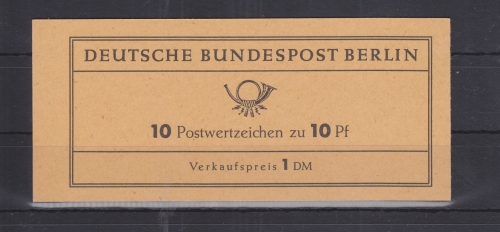 DEUTSCHE BUNDESPOST BERLIN
10 Postwertzeichen zu 10 Pf
Verkaufspreis 1 DM